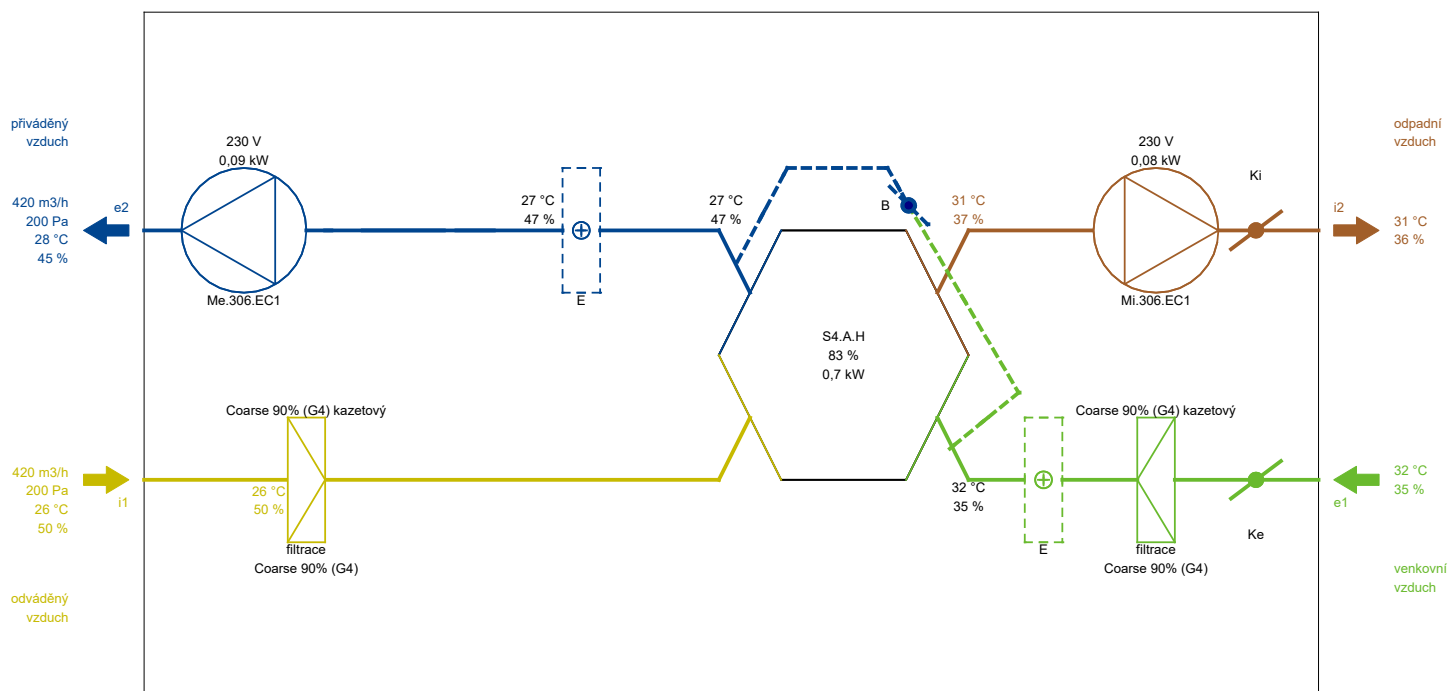 přiváděný
vzduch
230 V
0,09 kW
230 V
0,08 kW
odpadní
vzduch
Ki
420 m3/h
200 Pa
28 °C
45 %
e2
27 °C
47 %
27 °C
47 %
B
31 °C
37 %
i2
31 °C
36 %
Me.306.EC1
E
Mi.306.EC1
S4.A.H
83 %
0,7 kW
Coarse 90% (G4) kazetový
Coarse 90% (G4) kazetový
420 m3/h
200 Pa
26 °C
50 %
i1
26 °C
50 %
32 °C
35 %
32 °C
35 %
e1
filtrace
Coarse 90% (G4)
E
filtrace
Coarse 90% (G4)
Ke
odváděný
vzduch
venkovní
vzduch